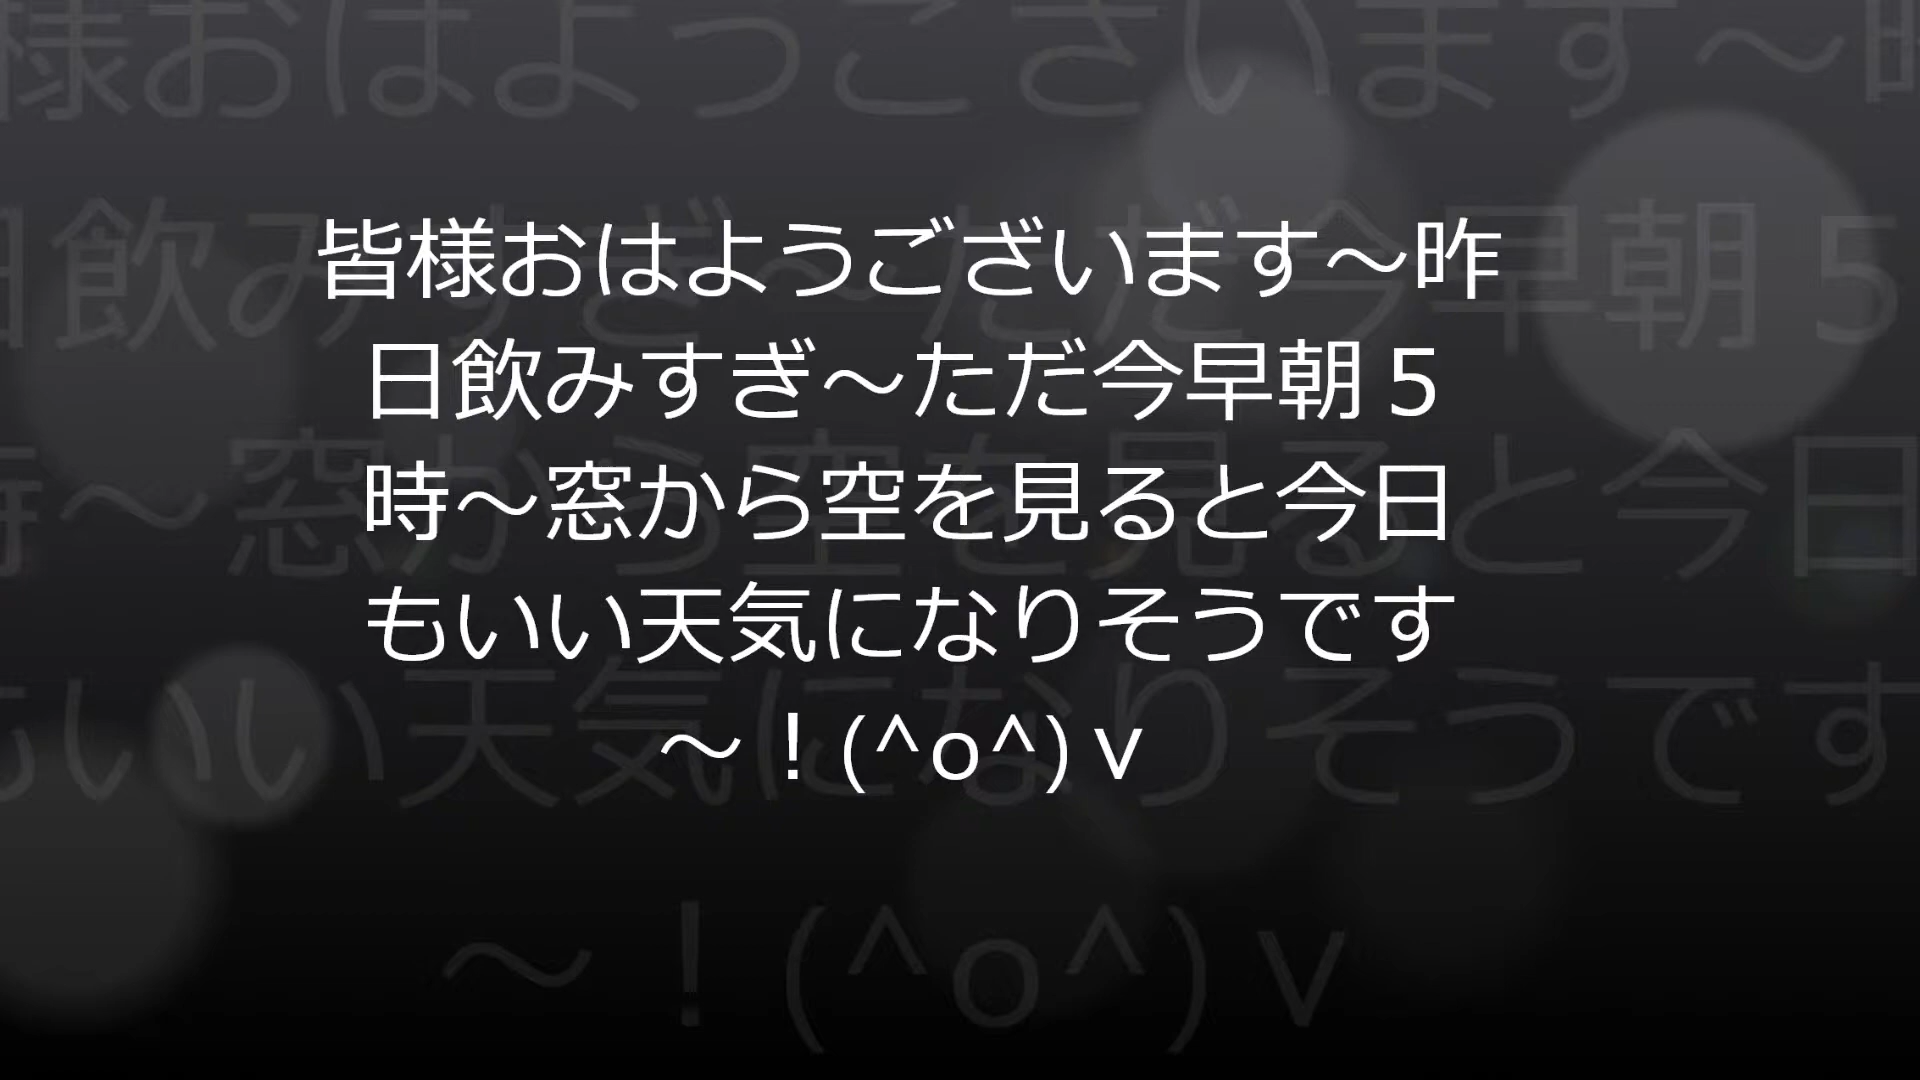 皆様おはようございます～昨
日飲みすぎ～ただ今早朝５
時～窓から空を見ると今日
もいい天気になりそうです
～！(^o^)ｖ